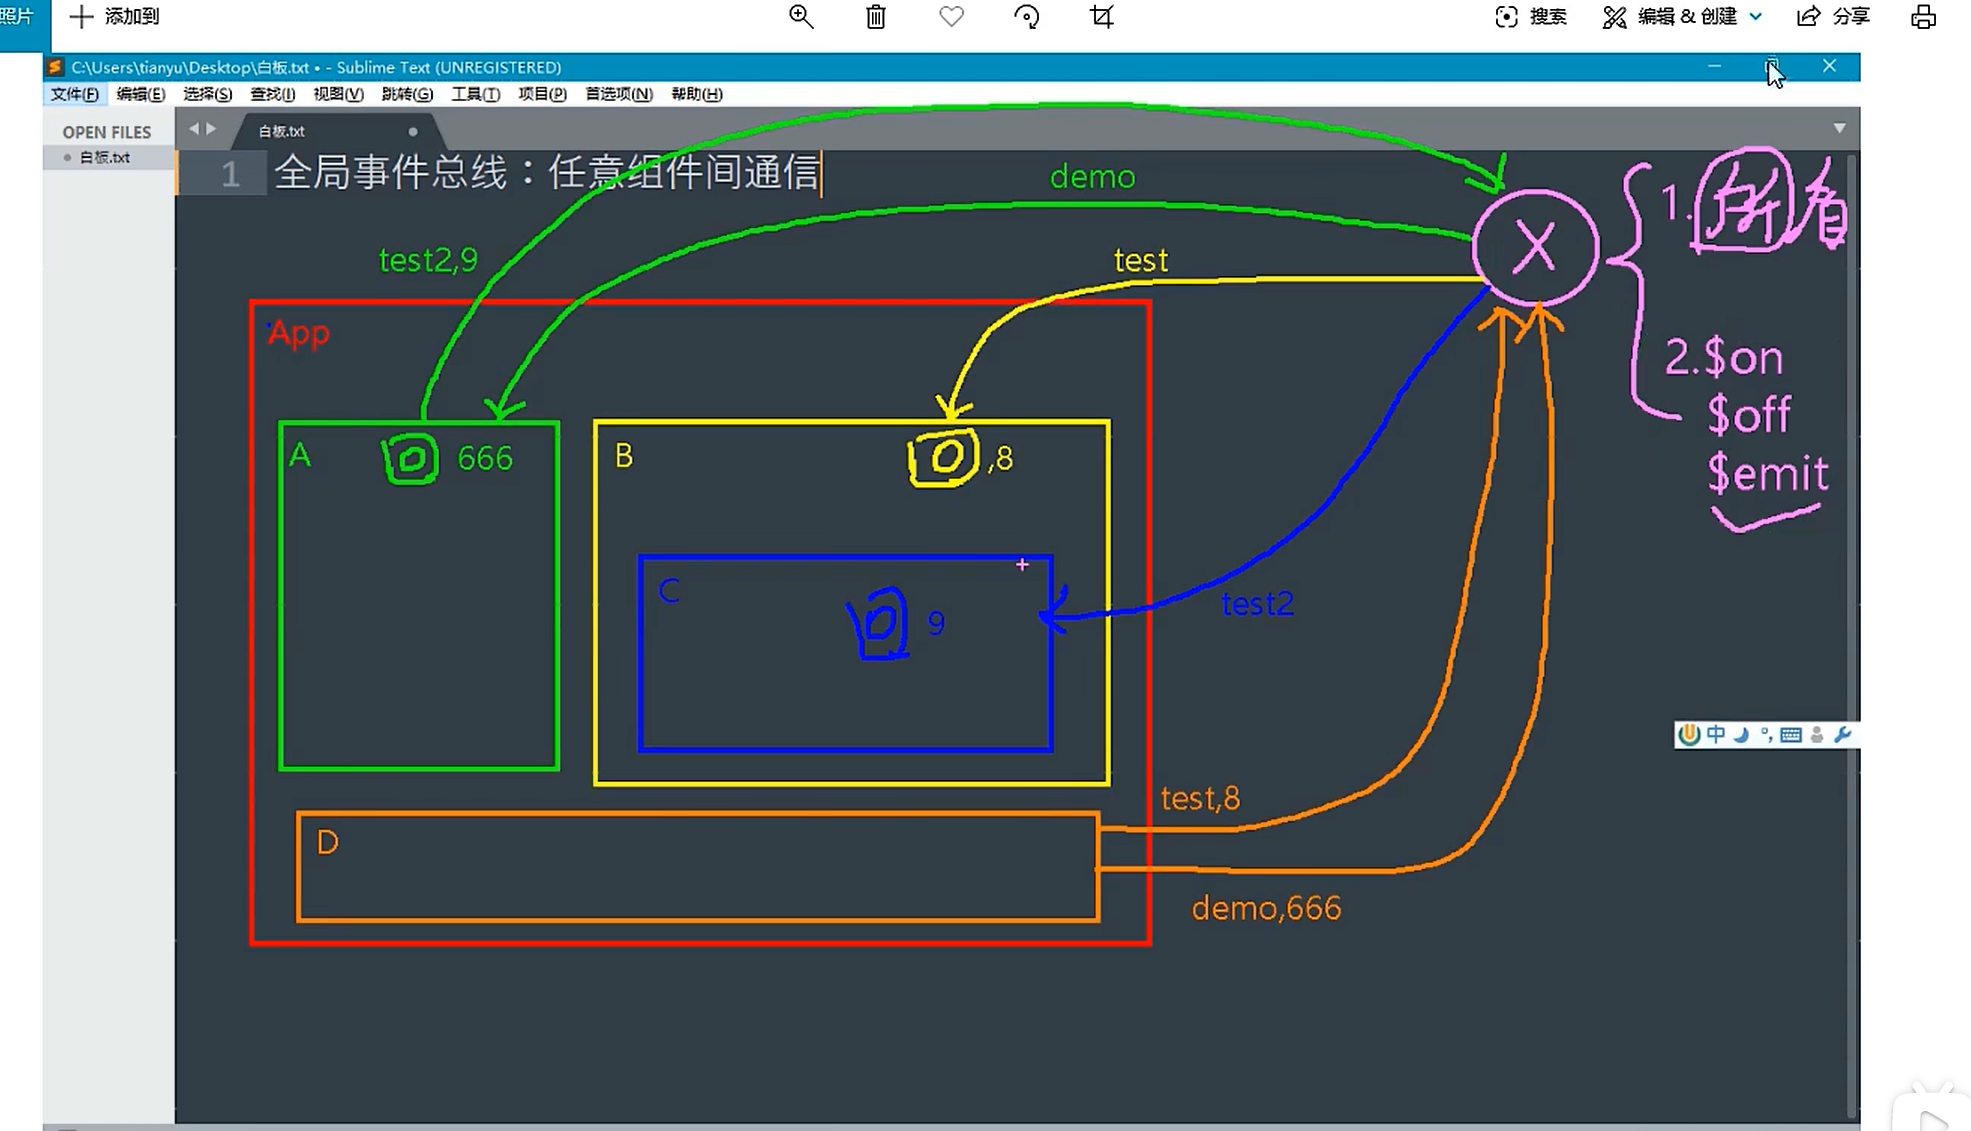 照片
添加到
搜索
编辑 & 创建
分享
C:\Users\tianyu\Desktop\白板.txt • - Sublime Text (UNREGISTERED)
文件(F) 编辑(E) 选择(S) 查找(I) 视图(V) 跳转(G) 工具(T) 项目(P) 首选项(N) 帮助(H)
OPEN FILES
白板.txt
白板.txt
1 全局事件总线：任意组件间通信
demo
test2,9
test
X
1.所有
2.$on
$off
$emit
App
A 666
B ,8
C 9
test2
中
test,8
D
demo,666